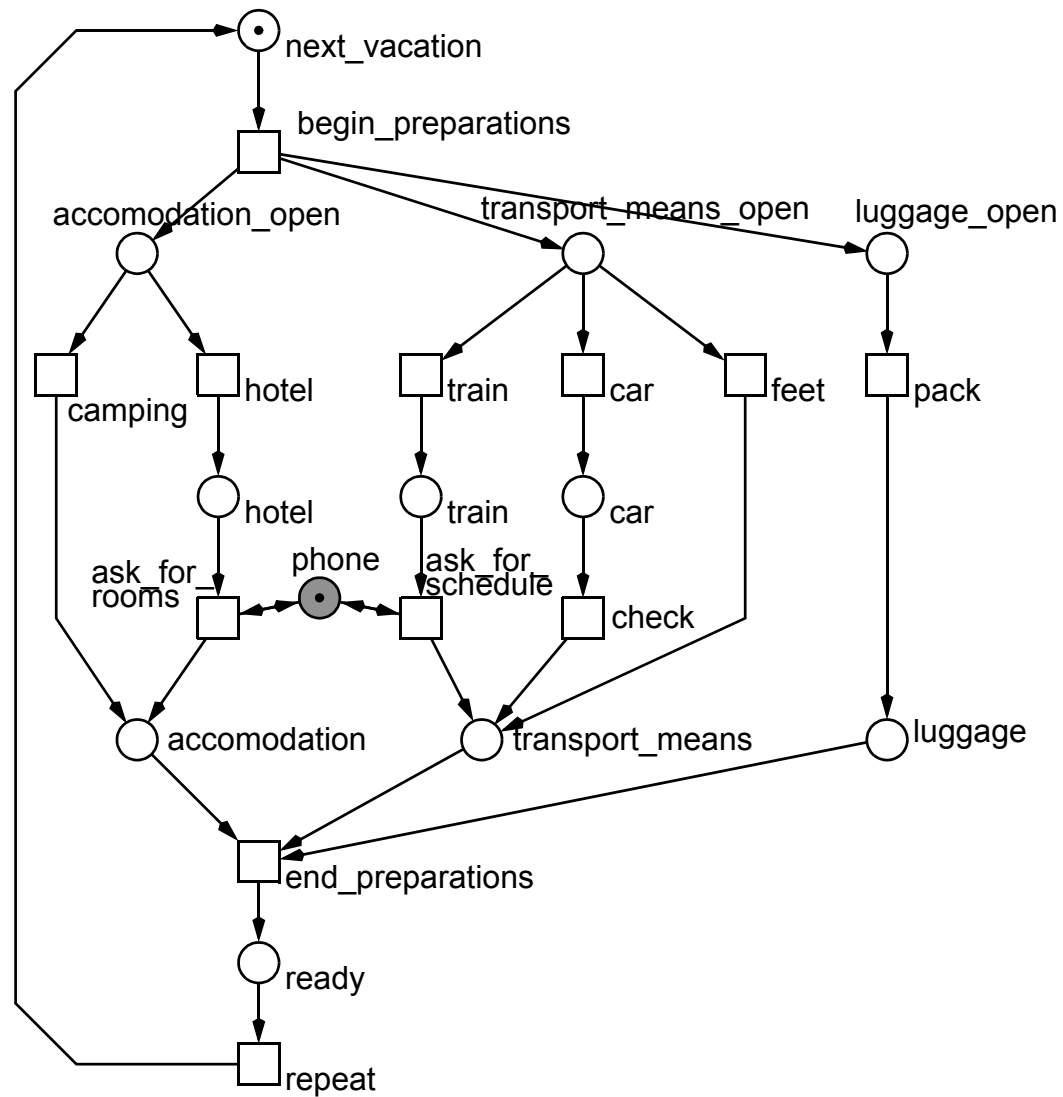 next_vacation
begin_preparations
accomodation_open
transport_means_open
luggage_open
camping
hotel
train
car
feet
pack
hotel
train
car
phone
ask_for_
rooms
ask_for_
schedule
check
accomodation
transport_means
luggage
end_preparations
ready
repeat